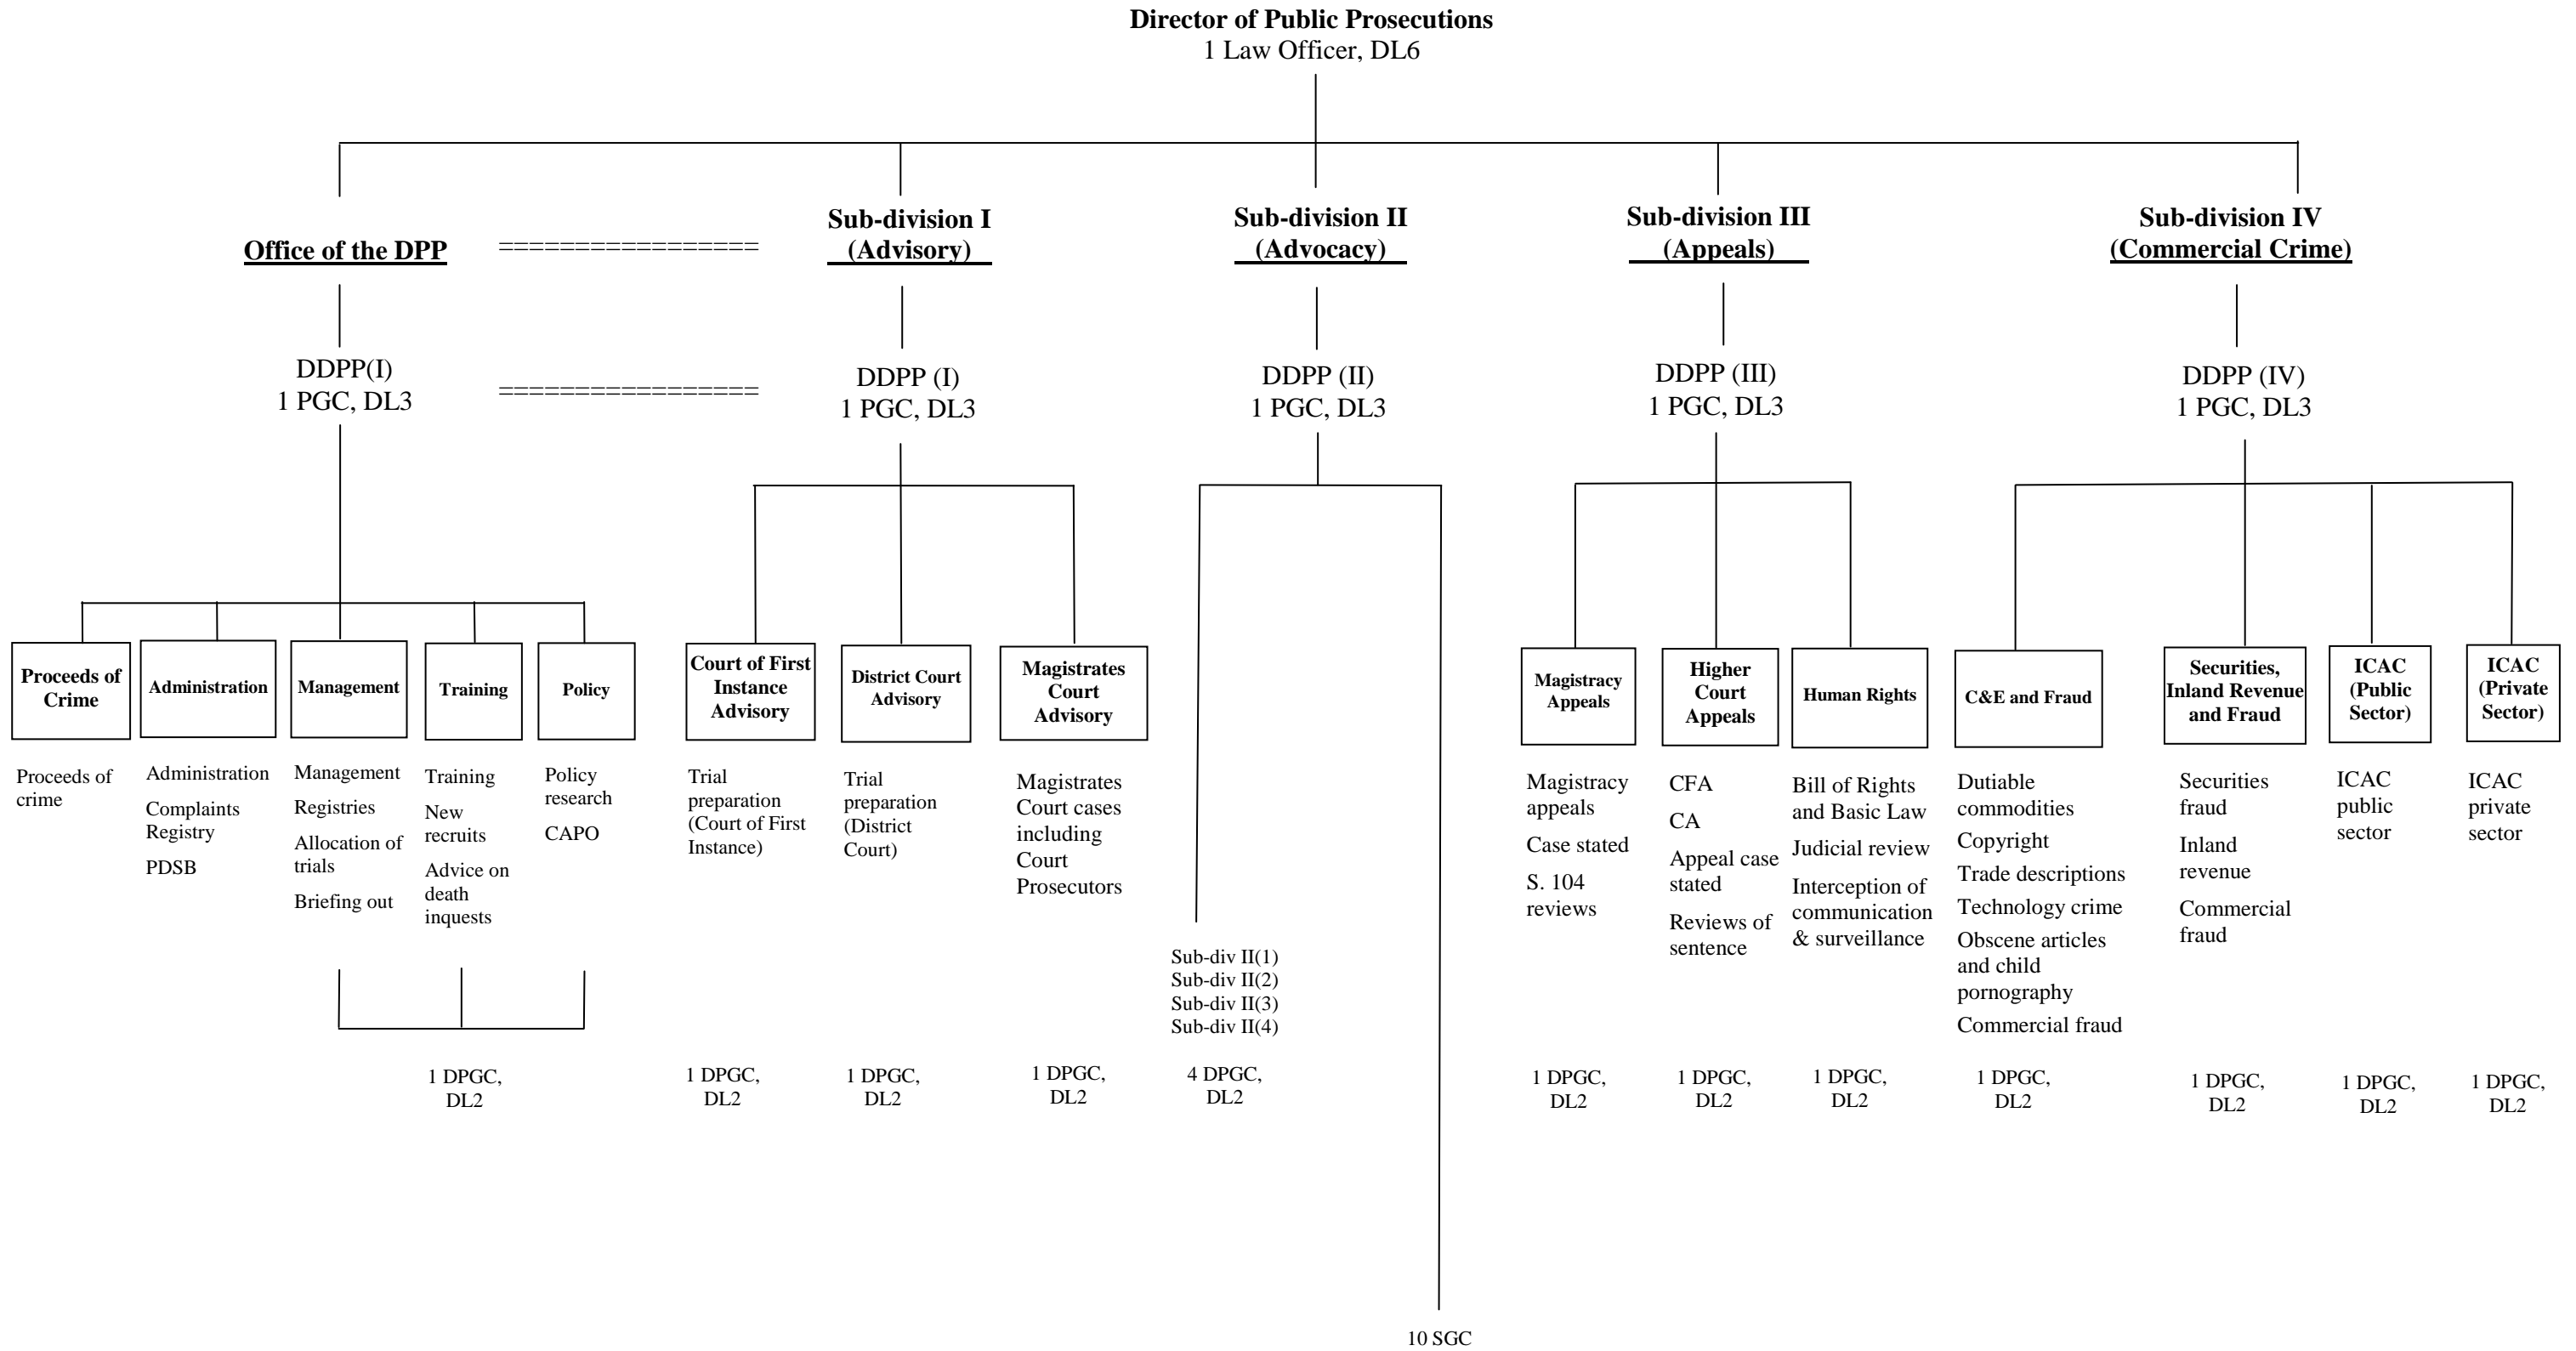 Director of Public Prosecutions
1 Law Officer, DL6
Office of the DPP
================
Sub-division I
(Advisory)
Sub-division II
(Advocacy)
Sub-division III
(Appeals)
Sub-division IV
(Commercial Crime)
DDPP(I)
1 PGC, DL3
================
DDPP (I)
1 PGC, DL3
DDPP (II)
1 PGC, DL3
DDPP (III)
1 PGC, DL3
DDPP (IV)
1 PGC, DL3
Proceeds of
Crime
Administration
Management
Training
Policy
Court of First
Instance
Advisory
District Court
Advisory
Magistrates
Court
Advisory
Magistracy
Appeals
Higher
Court
Appeals
Human Rights
C&E and Fraud
Securities,
Inland Revenue
and Fraud
ICAC
(Public
Sector)
ICAC
(Private
Sector)
Proceeds of
crime
Administration
Complaints
Registry
PDSB
Management
Registries
Allocation of
trials
Briefing out
Training
New
recruits
Advice on
death
inquests
Policy
research
CAPO
Trial
preparation
(Court of First
Instance)
Trial
preparation
(District
Court)
Magistrates
Court cases
including
Court
Prosecutors
Sub-div II(1)
Sub-div II(2)
Sub-div II(3)
Sub-div II(4)
Magistracy
appeals
Case stated
S. 104
reviews
CFA
CA
Appeal case
stated
Reviews of
sentence
Bill of Rights
and Basic Law
Judicial review
Interception of
communication
& surveillance
Dutiable
commodities
Copyright
Trade descriptions
Technology crime
Obscene articles
and child
pornography
Commercial fraud
Securities
fraud
Inland
revenue
Commercial
fraud
ICAC
public
sector
ICAC
private
sector
1 DPGC,
DL2
1 DPGC,
DL2
1 DPGC,
DL2
1 DPGC,
DL2
4 DPGC,
DL2
1 DPGC,
DL2
1 DPGC,
DL2
1 DPGC,
DL2
1 DPGC,
DL2
1 DPGC,
DL2
1 DPGC,
DL2
1 DPGC,
DL2
10 SGC